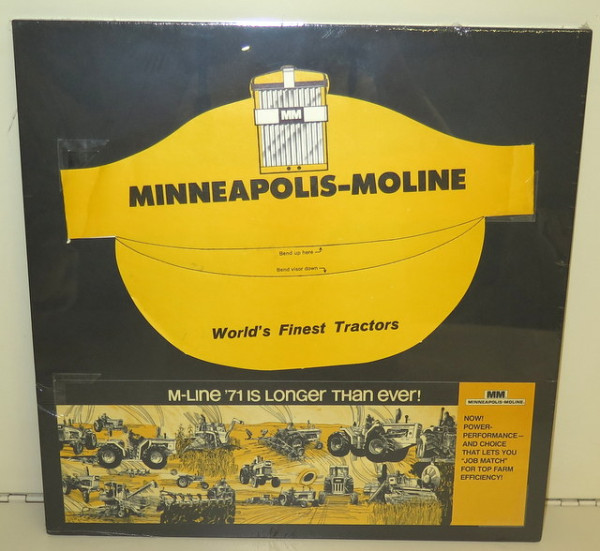 MM
MINNEAPOLIS-MOLINE
Bend up here
Bend visor down
World's Finest Tractors
M-LINE '71 IS LONGER THAN EVER!
MM
MINNEAPOLIS-MOLINE
NOW!
POWER-
PERFORMANCE—
AND CHOICE
THAT LETS YOU
"JOB MATCH"
FOR TOP FARM
EFFICIENCY!